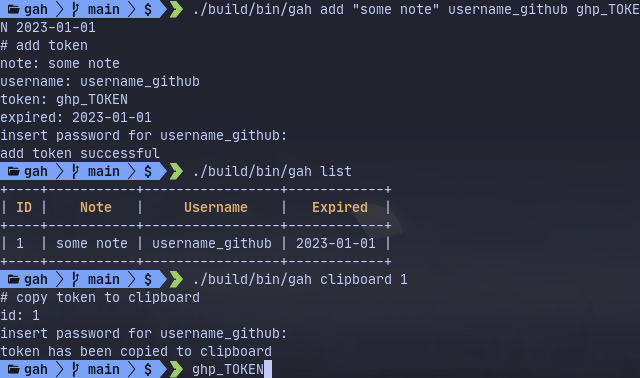 gah main $ ./build/bin/gah add "some note" username_github ghp_TOKE
N 2023-01-01
# add token
note: some note
username: username_github
token: ghp_TOKEN
expired: 2023-01-01
insert password for username_github:
add token successful
gah main $ ./build/bin/gah list
+----+-----------+-----------------+------------+
| ID | Note | Username | Expired |
+----+-----------+-----------------+------------+
| 1 | some note | username_github | 2023-01-01 |
+----+-----------+-----------------+------------+
gah main $ ./build/bin/gah clipboard 1
# copy token to clipboard
id: 1
insert password for username_github:
token has been copied to clipboard
gah main $ ghp_TOKEN